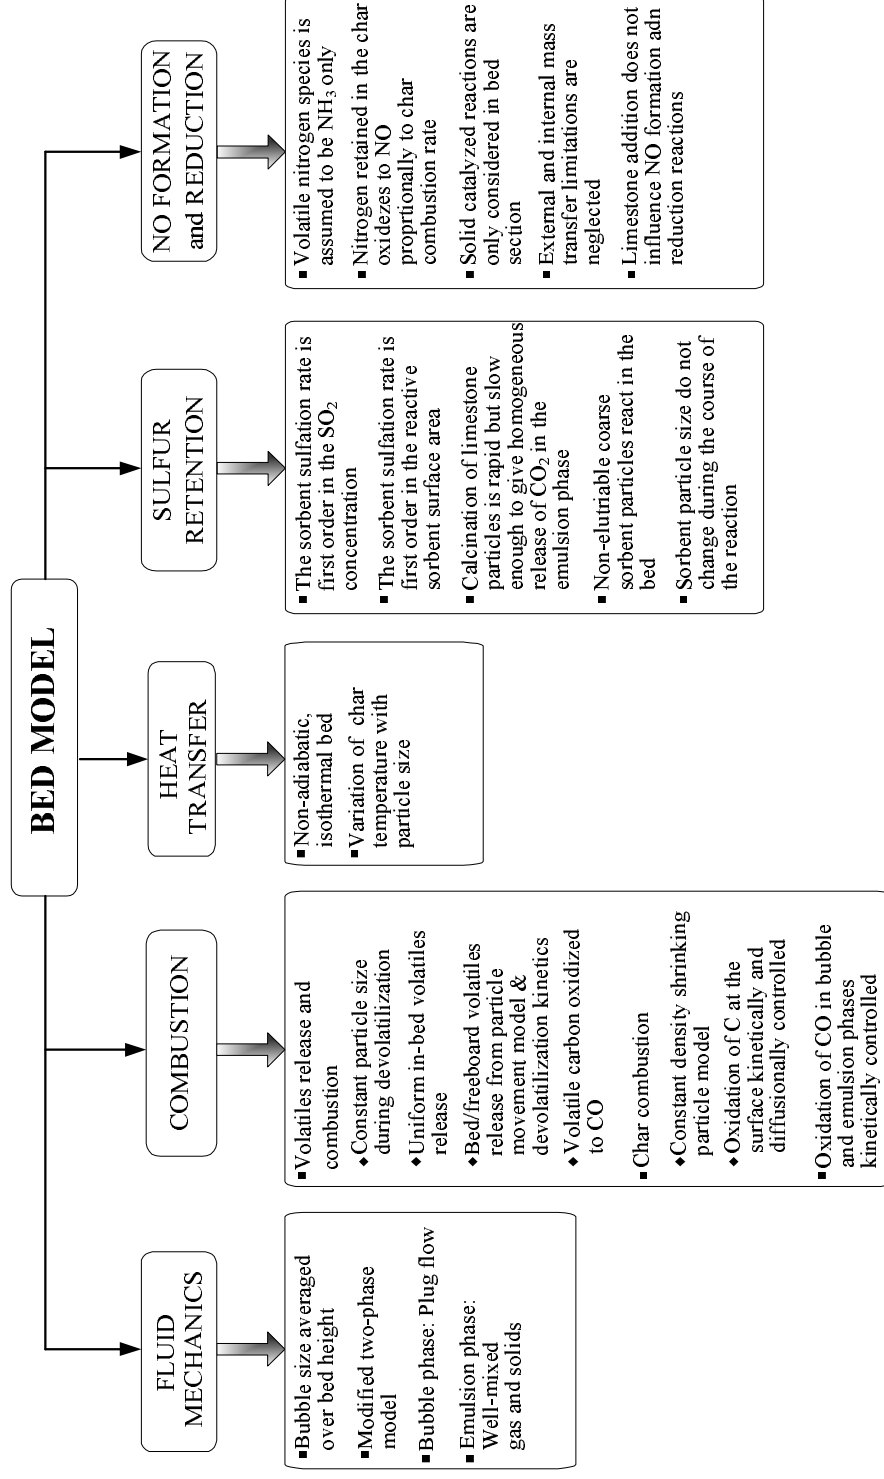 BED MODEL
FLUID
MECHANICS
▪Bubble size averaged
over bed height
▪Modified two-phase
model
▪Bubble phase: Plug flow
▪Emulsion phase:
Well-mixed
gas and solids
COMBUSTION
▪Volatiles release and
combustion
◆Constant particle size
during devolatilization
◆Uniform in-bed volatiles
release
◆Bed/freeboard volatiles
release from particle
movement model &
devolatilization kinetics
◆Volatile carbon oxidized
to CO
▪Char combustion
◆Constant density shrinking
particle model
◆Oxidation of C at the
surface kinetically and
diffusionally controlled
▪Oxidation of CO in bubble
and emulsion phases
kinetically controlled
HEAT
TRANSFER
▪Non-adiabatic,
isothermal bed
▪Variation of char
temperature with
particle size
SULFUR
RETENTION
▪The sorbent sulfation rate is
first order in the SO₂
concentration
▪The sorbent sulfation rate is
first order in the reactive
sorbent surface area
▪Calcination of limestone
particles is rapid but slow
enough to give homogeneous
release of CO₂ in the
emulsion phase
▪Non-elutriable coarse
sorbent particles react in the
bed
▪Sorbent particle size do not
change during the course of
the reaction
NO FORMATION
and REDUCTION
▪Volatile nitrogen species is
assumed to be NH₃ only
▪Nitrogen retained in the char
oxidezes to NO
proprtionally to char
combustion rate
▪Solid catalyzed reactions are
only considered in bed
section
▪External and internal mass
transfer limitations are
neglected
▪Limestone addition does not
influence NO formation adn
reduction reactions